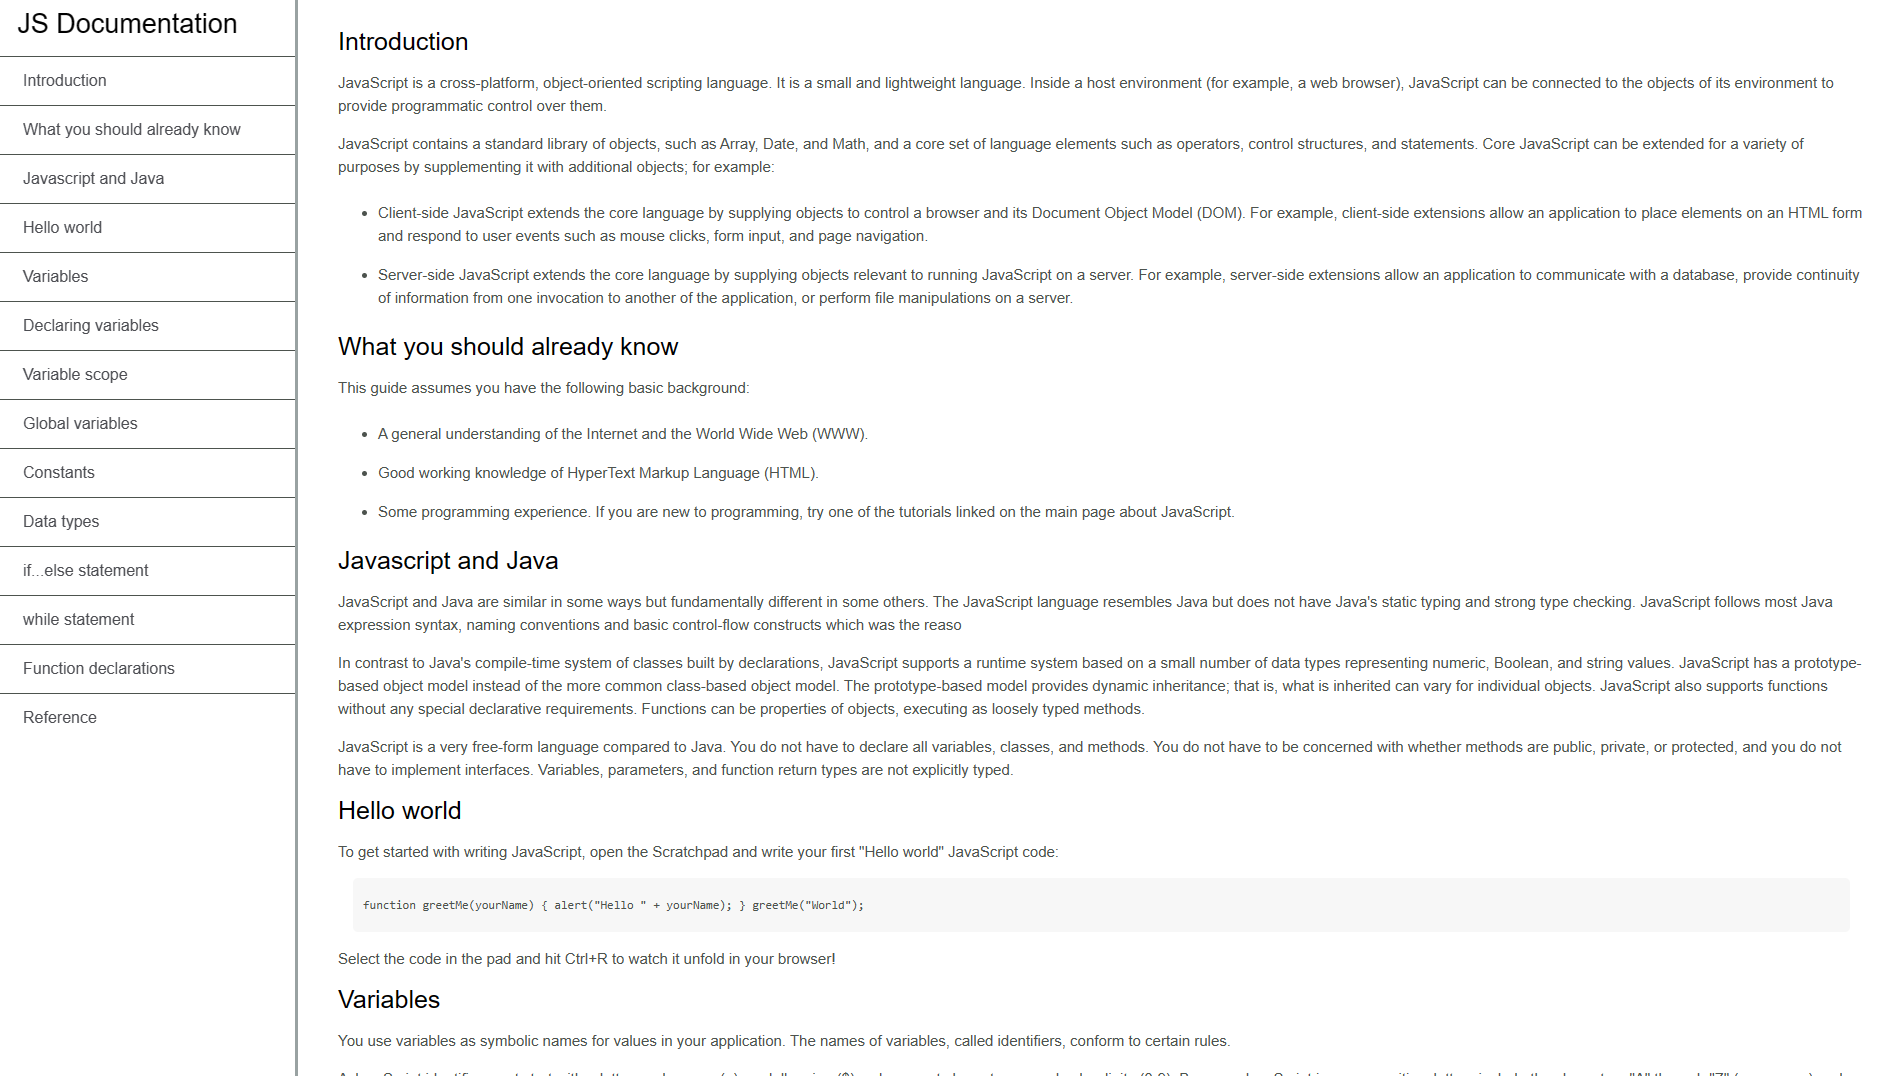 JS Documentation
Introduction
What you should already know
Javascript and Java
Hello world
Variables
Declaring variables
Variable scope
Global variables
Constants
Data types
if...else statement
while statement
Function declarations
Reference
Introduction
JavaScript is a cross-platform, object-oriented scripting language. It is a small and lightweight language. Inside a host environment (for example, a web browser), JavaScript can be connected to the objects of its environment to
provide programmatic control over them.
JavaScript contains a standard library of objects, such as Array, Date, and Math, and a core set of language elements such as operators, control structures, and statements. Core JavaScript can be extended for a variety of
purposes by supplementing it with additional objects; for example:
• Client-side JavaScript extends the core language by supplying objects to control a browser and its Document Object Model (DOM). For example, client-side extensions allow an application to place elements on an HTML form
and respond to user events such as mouse clicks, form input, and page navigation.
• Server-side JavaScript extends the core language by supplying objects relevant to running JavaScript on a server. For example, server-side extensions allow an application to communicate with a database, provide continuity
of information from one invocation to another of the application, or perform file manipulations on a server.
What you should already know
This guide assumes you have the following basic background:
• A general understanding of the Internet and the World Wide Web (WWW).
• Good working knowledge of HyperText Markup Language (HTML).
• Some programming experience. If you are new to programming, try one of the tutorials linked on the main page about JavaScript.
Javascript and Java
JavaScript and Java are similar in some ways but fundamentally different in some others. The JavaScript language resembles Java but does not have Java's static typing and strong type checking. JavaScript follows most Java
expression syntax, naming conventions and basic control-flow constructs which was the reaso
In contrast to Java's compile-time system of classes built by declarations, JavaScript supports a runtime system based on a small number of data types representing numeric, Boolean, and string values. JavaScript has a prototype-
based object model instead of the more common class-based object model. The prototype-based model provides dynamic inheritance; that is, what is inherited can vary for individual objects. JavaScript also supports functions
without any special declarative requirements. Functions can be properties of objects, executing as loosely typed methods.
JavaScript is a very free-form language compared to Java. You do not have to declare all variables, classes, and methods. You do not have to be concerned with whether methods are public, private, or protected, and you do not
have to implement interfaces. Variables, parameters, and function return types are not explicitly typed.
Hello world
To get started with writing JavaScript, open the Scratchpad and write your first "Hello world" JavaScript code:
function greetMe(yourName) { alert("Hello " + yourName); } greetMe("World");
Select the code in the pad and hit Ctrl+R to watch it unfold in your browser!
Variables
You use variables as symbolic names for values in your application. The names of variables, called identifiers, conform to certain rules.